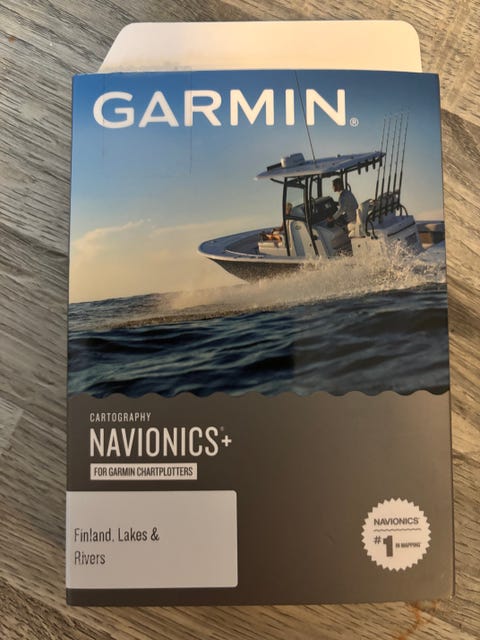 GARMIN®
CARTOGRAPHY
NAVIONICS®+
FOR GARMIN CHARTPLOTTERS
Finland, Lakes &
Rivers
NAVIONICS®
#1 IN MAPPING